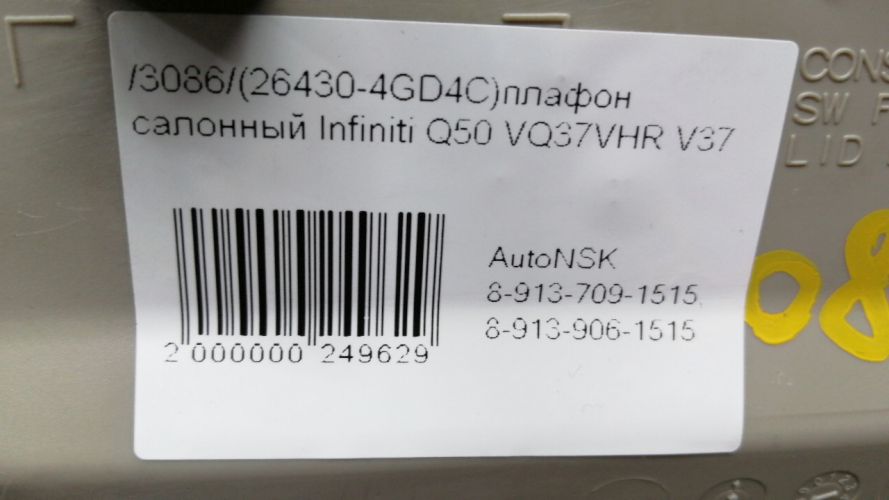 /3086/(26430-4GD4C)плафон
салонный Infiniti Q50 VQ37VHR V37
AutoNSK
8-913-709-1515,
8-913-906-1515
2 000000 249629
CONS
SW
LID
08